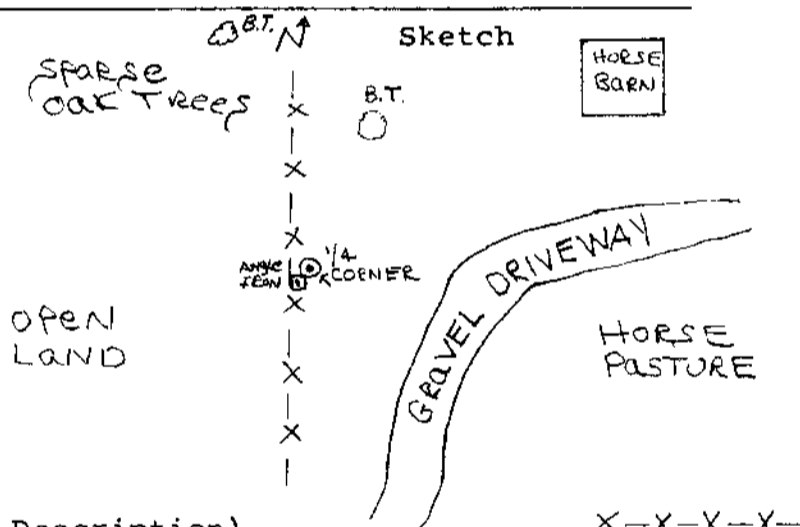 B.T. N Sketch
HORSE
BARN
SPARSE
OAK TREES
B.T.
ANGLE
IRON
1/4
CORNER
GRAVEL DRIVEWAY
OPEN
LAND
HORSE
PASTURE
Description)
X—X—X—X—